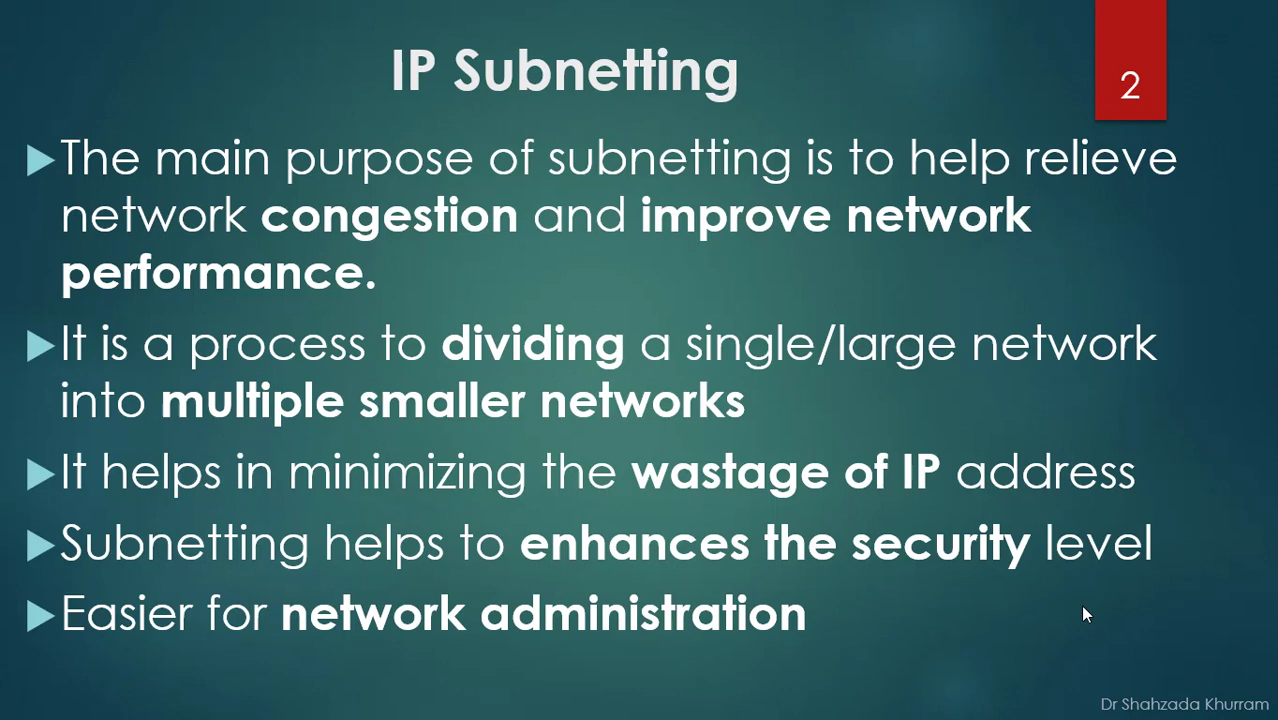 IP Subnetting
2
The main purpose of subnetting is to help relieve
network congestion and improve network
performance.
It is a process to dividing a single/large network
into multiple smaller networks
It helps in minimizing the wastage of IP address
Subnetting helps to enhances the security level
Easier for network administration
Dr Shahzada Khurram